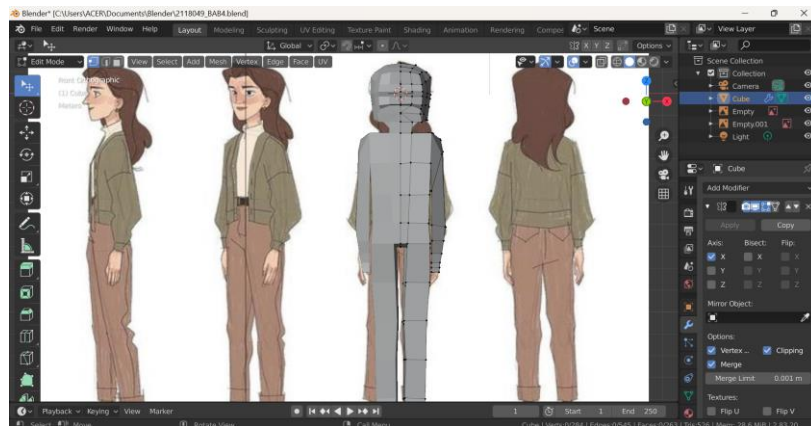 Blender* [C:\Users\ACER\Documents\Blender\2118049_BAB4.blend]
File Edit Render Window Help Layout Modeling Sculpting UV Editing Texture Paint Shading Animation Rendering Compo Scene View Layer
Global X Y Z Options
Edit Mode View Select Add Mesh Vertex Edge Face UV
Scene Collection
Collection
Camera
Cube
Empty
Empty.001
Light
Front Orthographic
(1) Cube
Meters
Cube
Add Modifier
Apply Copy
Axis: Bisect: Flip:
X X X
Y Y Y
Z Z Z
Mirror Object:
Options:
Vertex .. Clipping
Merge
Merge Limit 0.001 m
Textures:
Flip U Flip V
Playback Keying View Marker 1 Start 1 End 250
Select Rotate View Call Menu